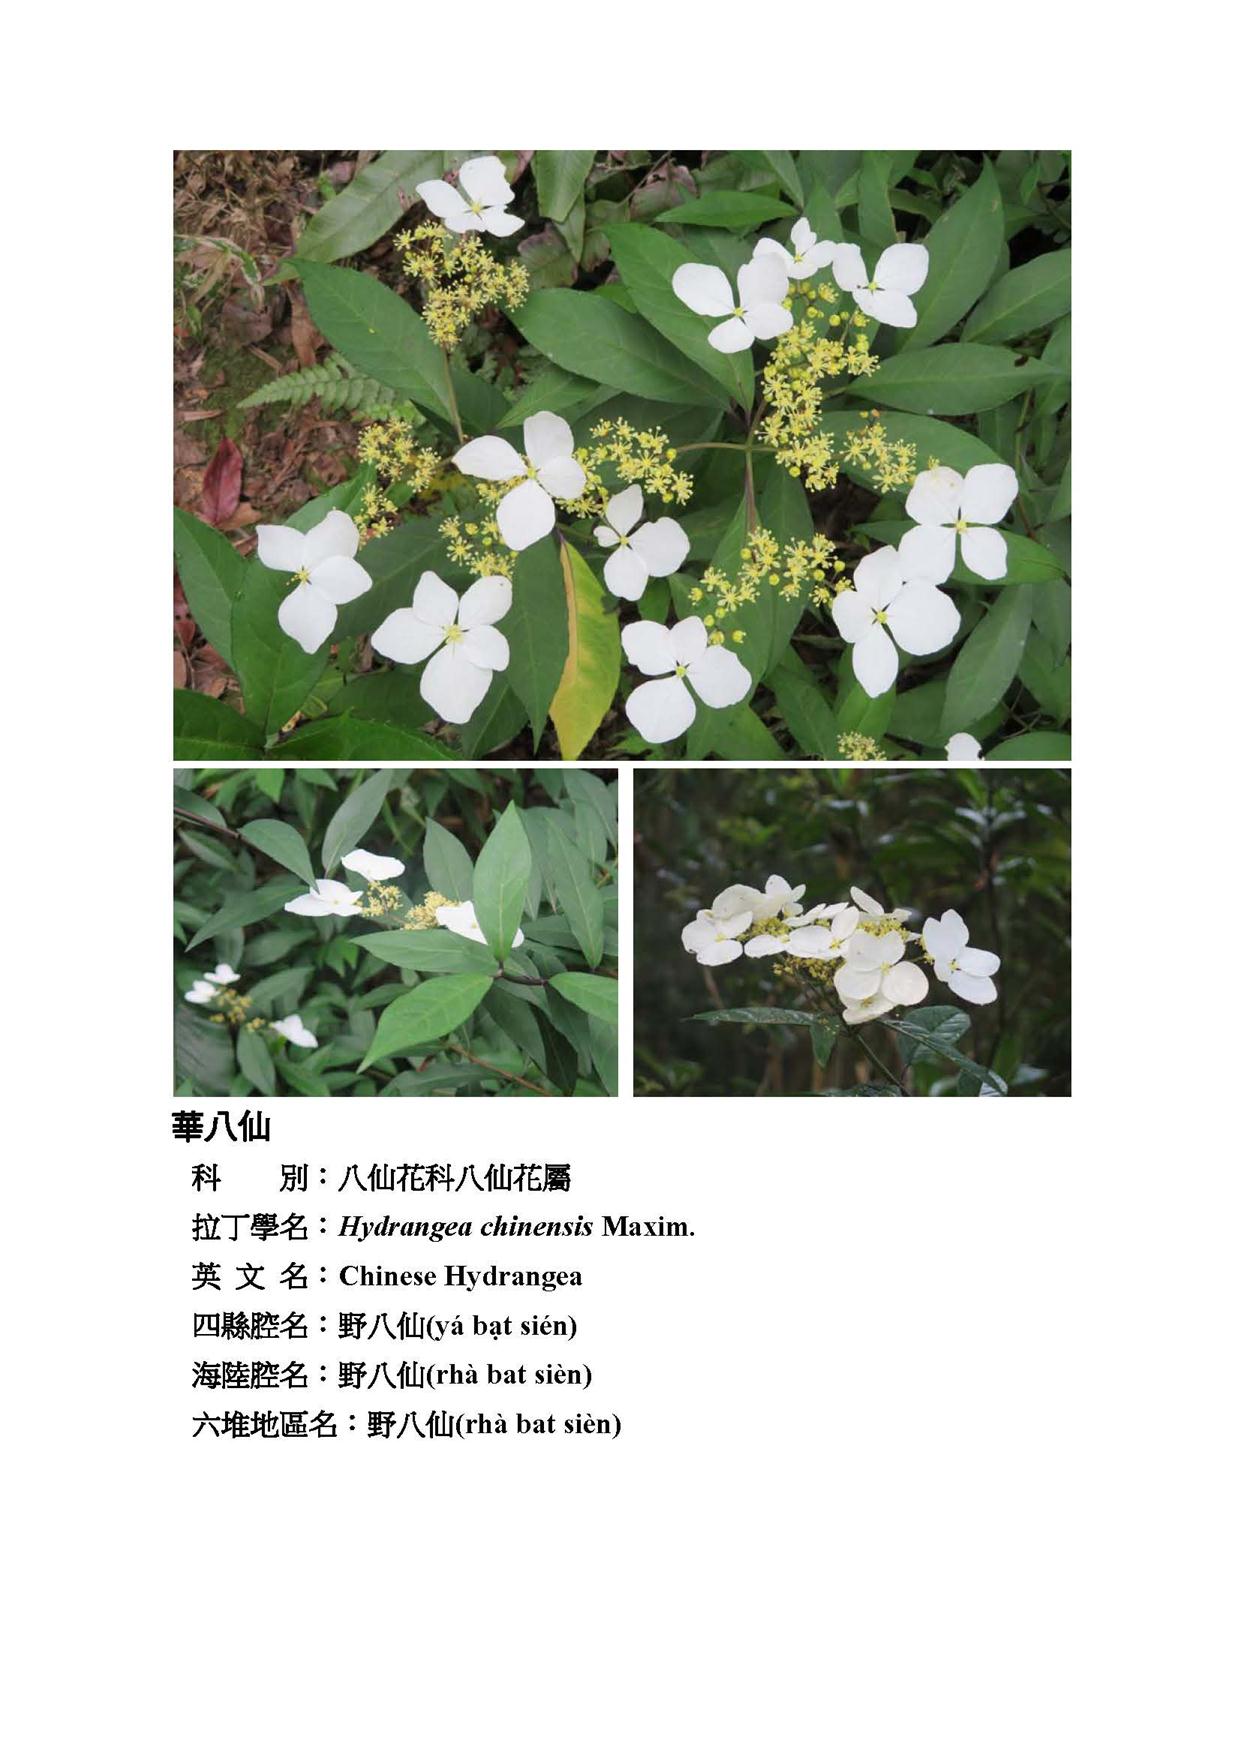 華八仙
科　　別：八仙花科八仙花屬
拉丁學名：Hydrangea chinensis Maxim.
英 文 名：Chinese Hydrangea
四縣腔名：野八仙(yá bạt sién)
海陸腔名：野八仙(rhà bat sièn)
六堆地區名：野八仙(rhà bat sièn)